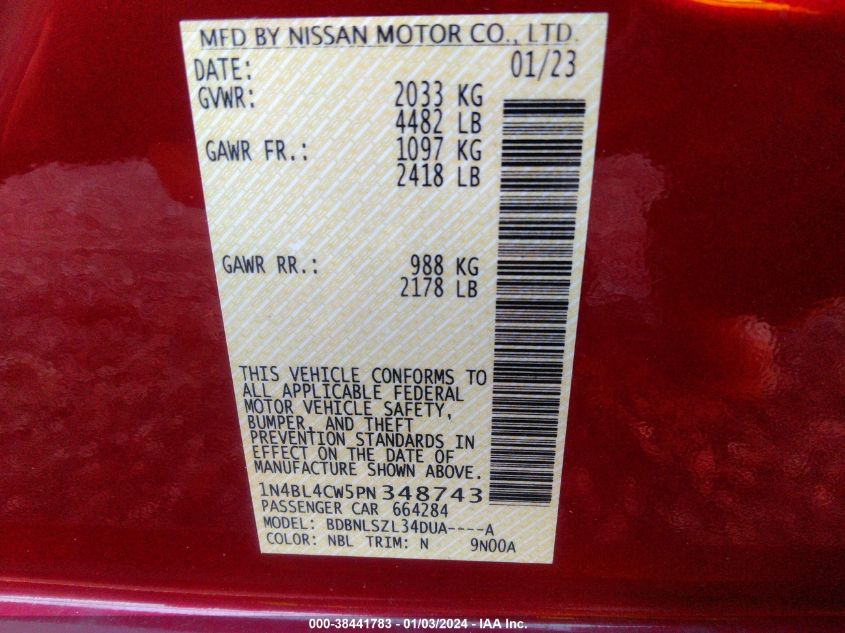 MFD BY NISSAN MOTOR CO., LTD.
DATE: 01/23
GVWR: 2033 KG
4482 LB
GAWR FR.: 1097 KG
2418 LB
GAWR RR.: 988 KG
2178 LB
THIS VEHICLE CONFORMS TO
ALL APPLICABLE FEDERAL
MOTOR VEHICLE SAFETY,
BUMPER, AND THEFT
PREVENTION STANDARDS IN
EFFECT ON THE DATE OF
MANUFACTURE SHOWN ABOVE.
1N4BL4CW5PN348743
PASSENGER CAR 664284
MODEL: BDBNLSZL34DUA----A
COLOR: NBL TRIM: N 9N00A
000-38441783 - 01/03/2024 - IAA Inc.